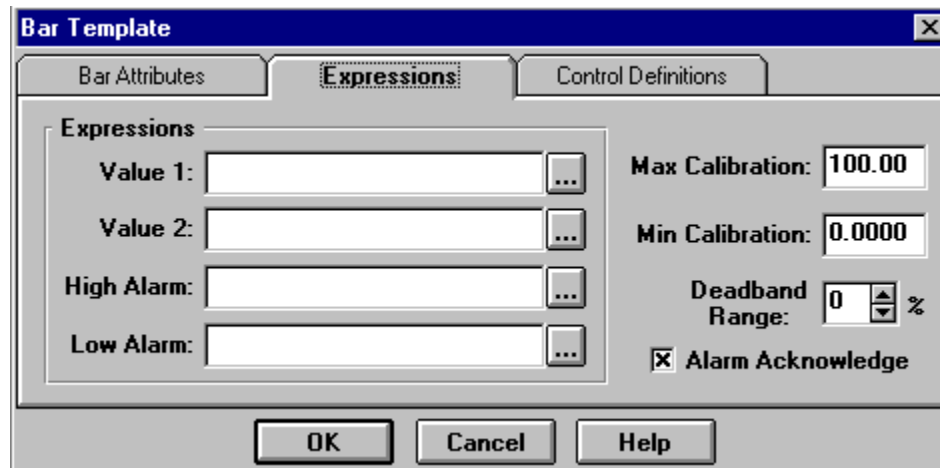 Bar Template
Bar Attributes
Expressions
Control Definitions
Expressions
Value 1:
...
Value 2:
...
High Alarm:
...
Low Alarm:
...
Max Calibration: 100.00
Min Calibration: 0.0000
Deadband
Range: 0 %
Alarm Acknowledge
OK
Cancel
Help